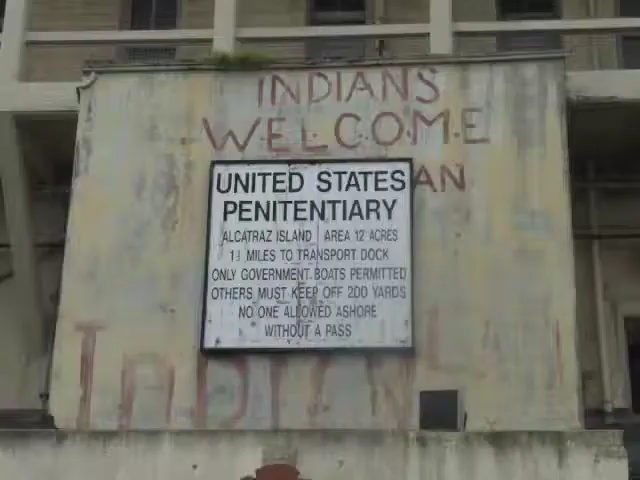 INDIANS
WELCOME
AN
UNITED STATES
PENITENTIARY
ALCATRAZ ISLAND AREA 12 ACRES
1½ MILES TO TRANSPORT DOCK
ONLY GOVERNMENT BOATS PERMITTED
OTHERS MUST KEEP OFF 200 YARDS
NO ONE ALLOWED ASHORE
WITHOUT A PASS
INDIAN LAN